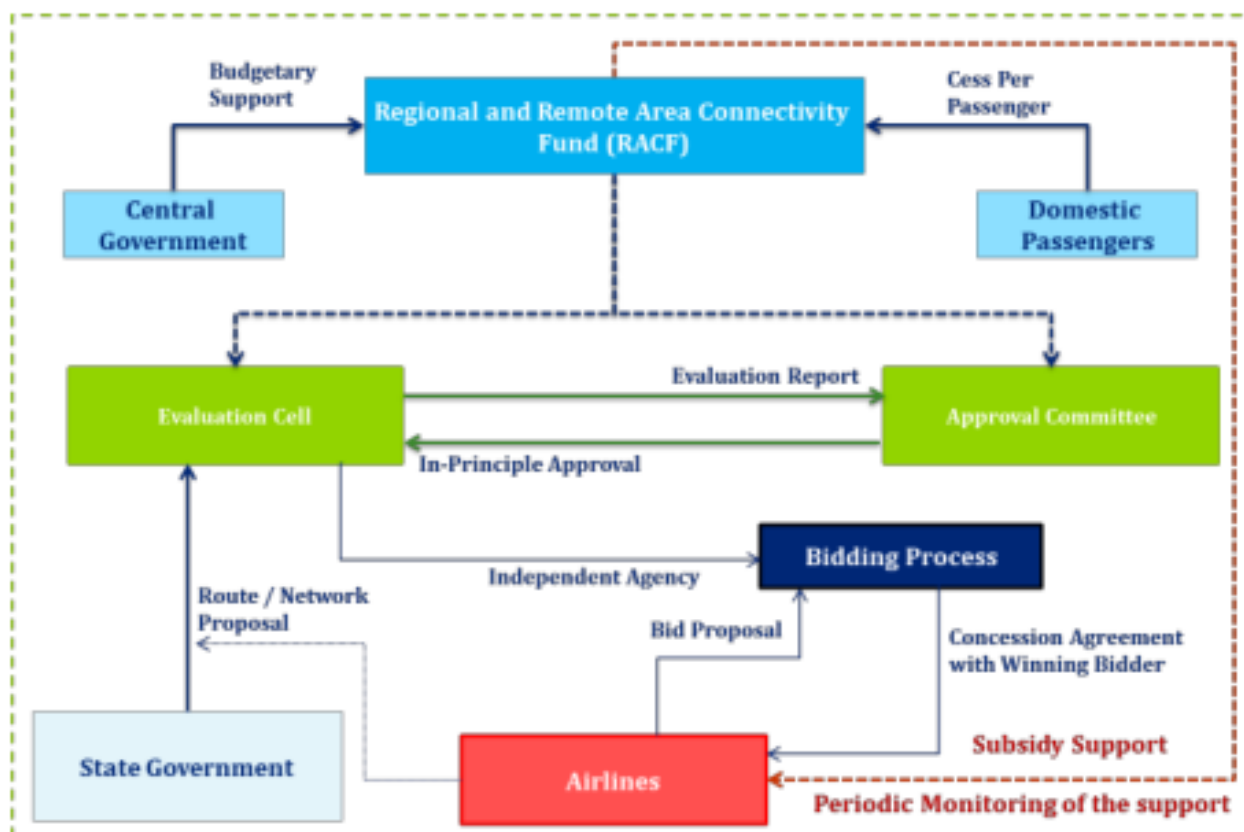 Budgetary
Support
Cess Per
Passenger
Regional and Remote Area Connectivity
Fund (RACF)
Central
Government
Domestic
Passengers
Evaluation Report
Evaluation Cell
Approval Committee
In-Principle Approval
Bidding Process
Independent Agency
Route / Network
Proposal
Bid Proposal
Concession Agreement
with Winning Bidder
Subsidy Support
State Government
Airlines
Periodic Monitoring of the support